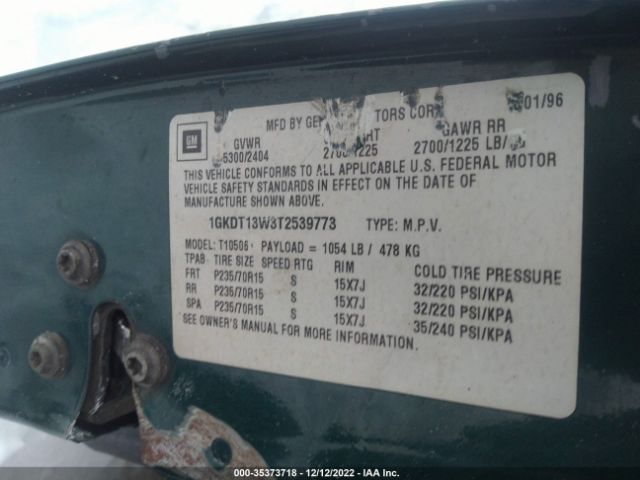 MFD BY GE TORS CORP 01/96
GM
GVWR GAWR RR
5300/2404 2700/1225 LB/
THIS VEHICLE CONFORMS TO ALL APPLICABLE U.S. FEDERAL MOTOR
VEHICLE SAFETY STANDARDS IN EFFECT ON THE DATE OF
MANUFACTURE SHOWN ABOVE.
1GKDT13W3T2539773 TYPE: M.P.V.
MODEL: T10506 PAYLOAD = 1054 LB / 478 KG
TPAB TIRE SIZE SPEED RTG RIM COLD TIRE PRESSURE
FRT P235/70R15 S 15X7J 32/220 PSI/KPA
RR P235/70R15 S 15X7J 32/220 PSI/KPA
SPA P235/70R15 S 15X7J 35/240 PSI/KPA
SEE OWNER'S MANUAL FOR MORE INFORMATION.
000-35373718 - 12/12/2022 - IAA Inc.